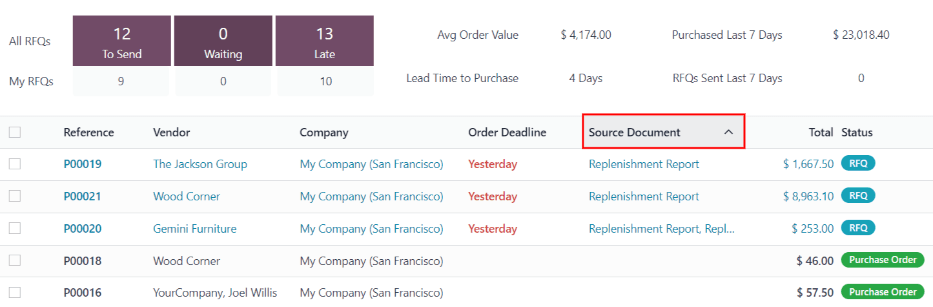 All RFQs 12 To Send 0 Waiting 13 Late Avg Order Value $ 4,174.00 Purchased Last 7 Days $ 23,018.40
My RFQs 9 0 10 Lead Time to Purchase 4 Days RFQs Sent Last 7 Days 0
Reference Vendor Company Order Deadline Source Document Total Status
P00019 The Jackson Group My Company (San Francisco) Yesterday Replenishment Report $ 1,667.50 RFQ
P00021 Wood Corner My Company (San Francisco) Yesterday Replenishment Report $ 8,963.10 RFQ
P00020 Gemini Furniture My Company (San Francisco) Yesterday Replenishment Report, Repl... $ 253.00 RFQ
P00018 Wood Corner My Company (San Francisco) $ 46.00 Purchase Order
P00016 YourCompany, Joel Willis My Company (San Francisco) $ 57.50 Purchase Order